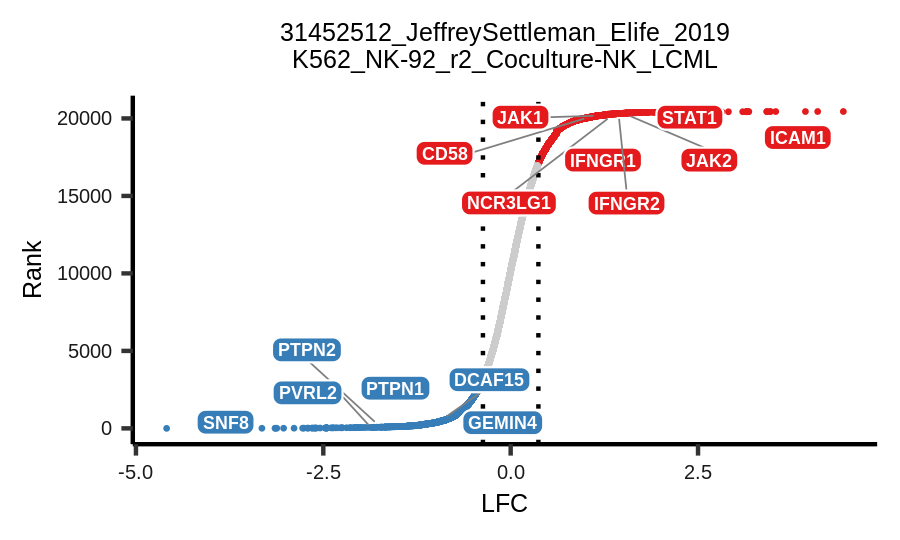 31452512_JeffreySettleman_Elife_2019
K562_NK-92_r2_Coculture-NK_LCML
Rank
20000
15000
10000
5000
0
JAK1
STAT1
ICAM1
CD58
IFNGR1
JAK2
NCR3LG1
IFNGR2
PTPN2
PVRL2
PTPN1
DCAF15
SNF8
GEMIN4
-5.0
-2.5
0.0
2.5
LFC